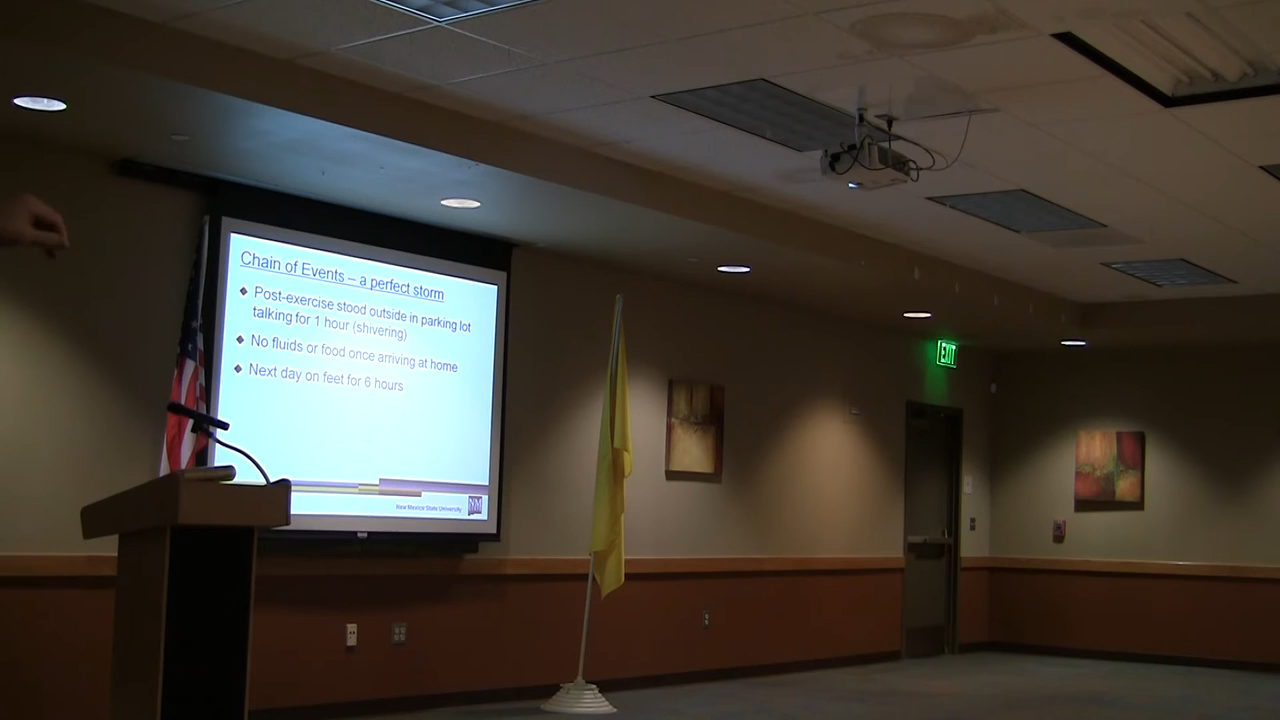 Chain of Events – a perfect storm
Post-exercise stood outside in parking lot
talking for 1 hour (shivering)
No fluids or food once arriving at home
Next day on feet for 6 hours
New Mexico State University
NM
EXIT